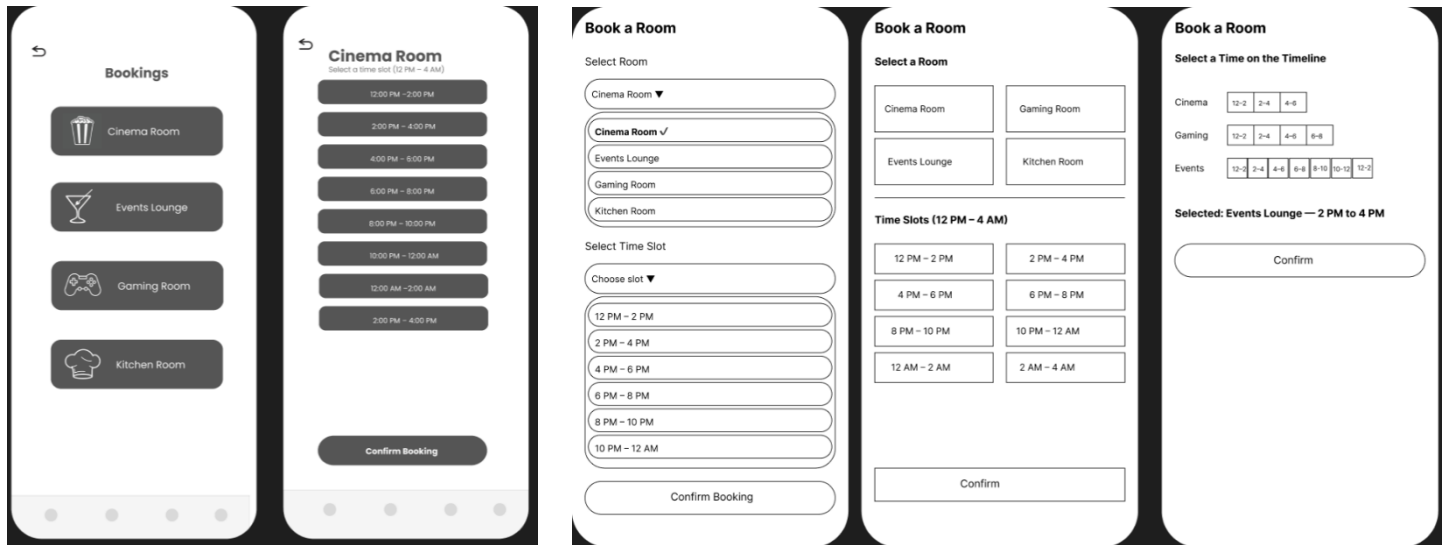 Bookings
Cinema Room
Events Lounge
Gaming Room
Kitchen Room
Cinema Room
Select a time slot (12 PM – 4 AM)
12:00 PM –2:00 PM
2:00 PM – 4:00 PM
4:00 PM – 6:00 PM
6:00 PM – 8:00 PM
8:00 PM – 10:00 PM
10:00 PM – 12:00 AM
12:00 AM –2:00 AM
2:00 PM – 4:00 PM
Confirm Booking
Book a Room
Select Room
Cinema Room ▼
Cinema Room ✓
Events Lounge
Gaming Room
Kitchen Room
Select Time Slot
Choose slot ▼
12 PM – 2 PM
2 PM – 4 PM
4 PM – 6 PM
6 PM – 8 PM
8 PM – 10 PM
10 PM – 12 AM
Confirm Booking
Book a Room
Select a Room
Cinema Room Gaming Room
Events Lounge Kitchen Room
Time Slots (12 PM – 4 AM)
12 PM – 2 PM 2 PM – 4 PM
4 PM – 6 PM 6 PM – 8 PM
8 PM – 10 PM 10 PM – 12 AM
12 AM – 2 AM 2 AM – 4 AM
Confirm
Book a Room
Select a Time on the Timeline
Cinema 12-2 2-4 4-6
Gaming 12-2 2-4 4-6 6-8
Events 12-2 2-4 4-6 6-8 8-10 10-12 12-2
Selected: Events Lounge — 2 PM to 4 PM
Confirm